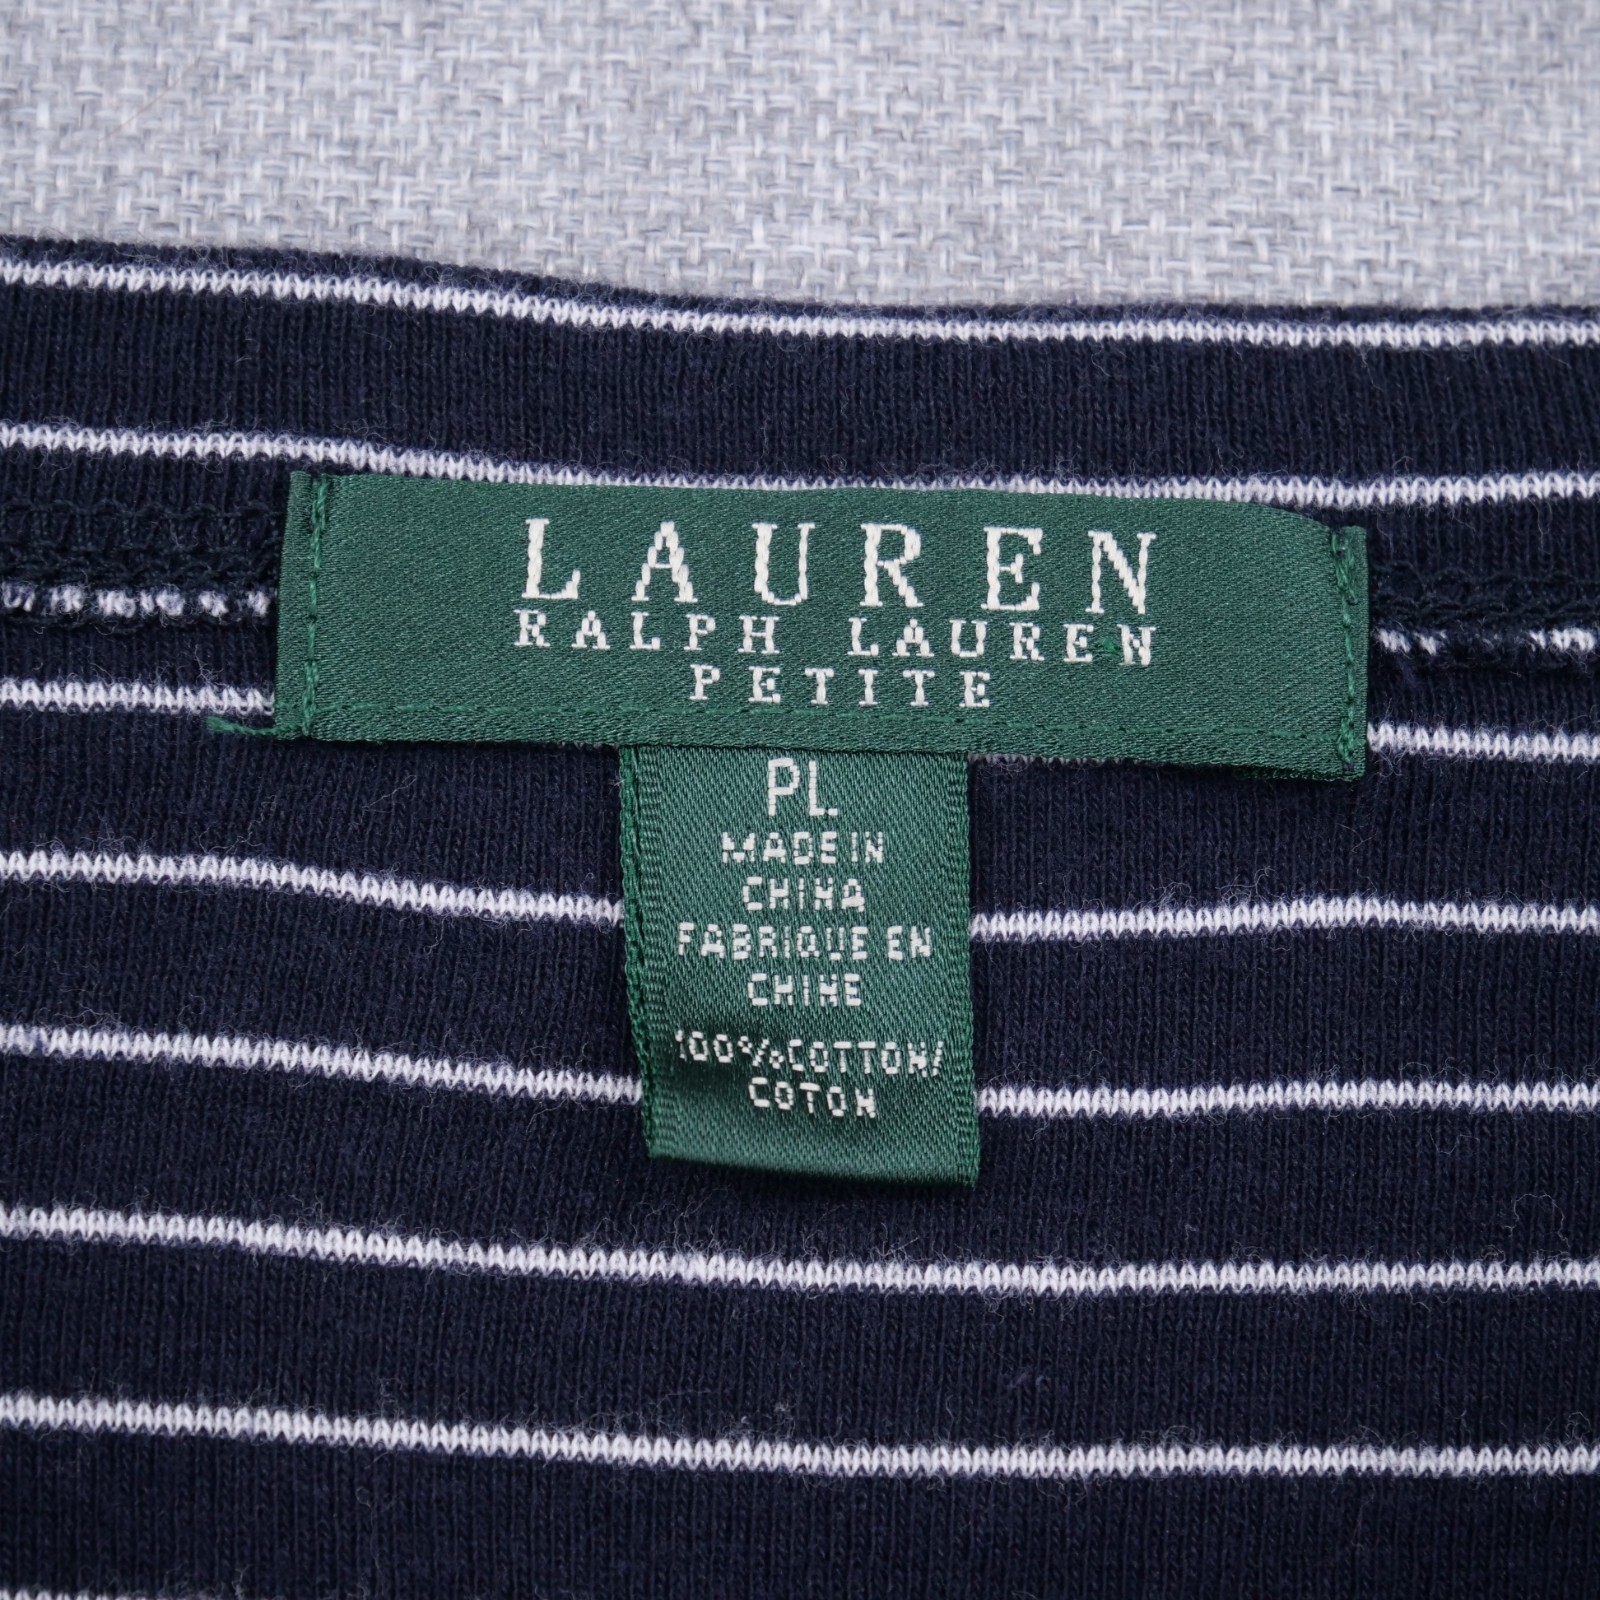 LAUREN
RALPH LAUREN
PETITE
PL
MADE IN
CHINA
FABRIQUE EN
CHINE
100% COTTON/
COTON